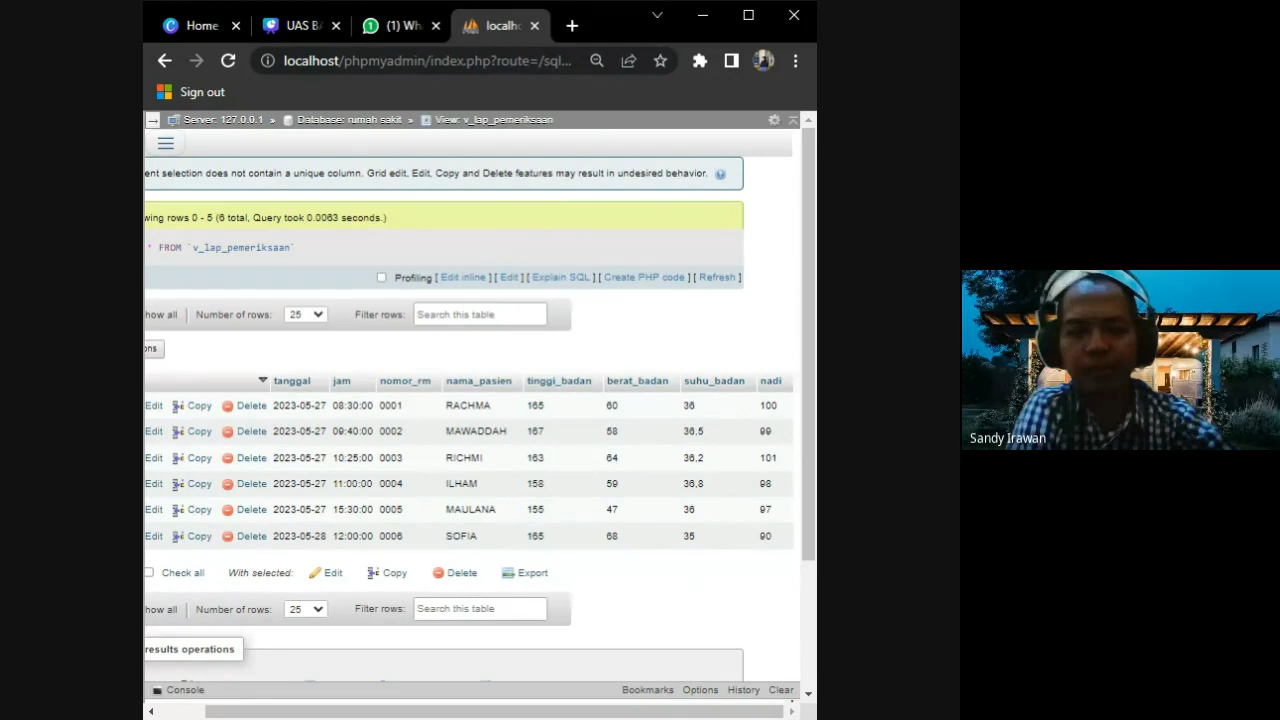 Home
UAS BA
(1) Wh
localho
localhost/phpmyadmin/index.php?route=/sql...
Sign out
Server: 127.0.0.1 » Database: rumah sakit » View: v_lap_pemeriksaan
ent selection does not contain a unique column. Grid edit, Edit, Copy and Delete features may result in undesired behavior.
wing rows 0 - 5 (6 total, Query took 0.0063 seconds.)
* FROM `v_lap_pemeriksaan`
Profiling [ Edit inline ] [ Edit ] [ Explain SQL ] [ Create PHP code ] [ Refresh ]
how all Number of rows: 25 Filter rows: Search this table
ons
tanggal jam nomor_rm nama_pasien tinggi_badan berat_badan suhu_badan nadi
Edit Copy Delete 2023-05-27 08:30:00 0001 RACHMA 165 60 36 100
Edit Copy Delete 2023-05-27 09:40:00 0002 MAWADDAH 167 58 36,5 99
Edit Copy Delete 2023-05-27 10:25:00 0003 RICHMI 163 64 36,2 101
Edit Copy Delete 2023-05-27 11:00:00 0004 ILHAM 158 59 36,8 98
Edit Copy Delete 2023-05-27 15:30:00 0005 MAULANA 155 47 36 97
Edit Copy Delete 2023-05-28 12:00:00 0006 SOFIA 165 68 35 90
Check all With selected: Edit Copy Delete Export
how all Number of rows: 25 Filter rows: Search this table
results operations
Console Bookmarks Options History Clear
Sandy Irawan